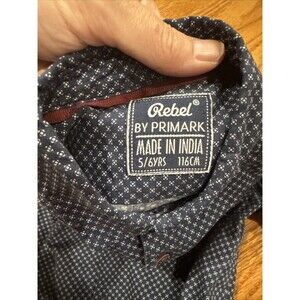 Rebel®
BY PRIMARK
MADE IN INDIA
5/6YRS 116CM